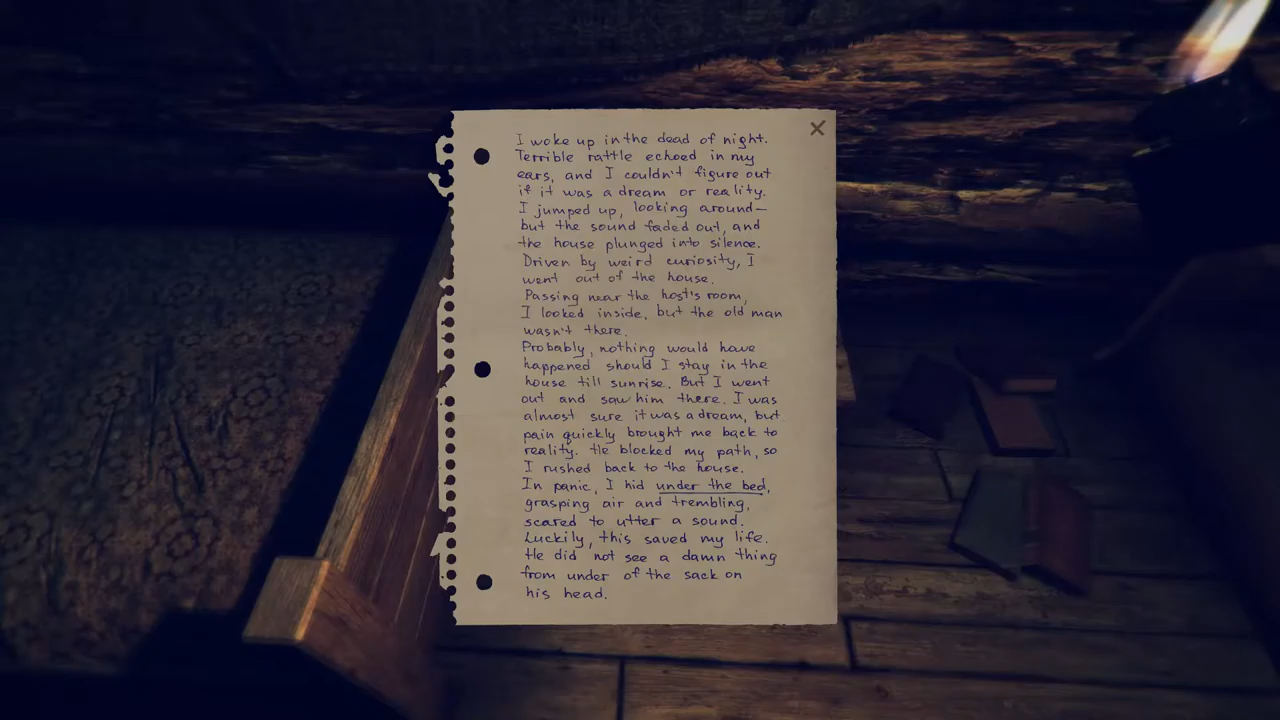 I woke up in the dead of night.
Terrible rattle echoed in my
ears, and I couldn't figure out
if it was a dream or reality.
I jumped up, looking around—
but the sound faded out, and
the house plunged into silence.
Driven by weird curiosity, I
went out of the house.
Passing near the host's room,
I looked inside, but the old man
wasn't there.
Probably, nothing would have
happened should I stay in the
house till sunrise. But I went
out and saw him there. I was
almost sure it was a dream, but
pain quickly brought me back to
reality. He blocked my path, so
I rushed back to the house.
In panic, I hid under the bed,
grasping air and trembling,
scared to utter a sound.
Luckily, this saved my life.
He did not see a damn thing
from under of the sack on
his head.